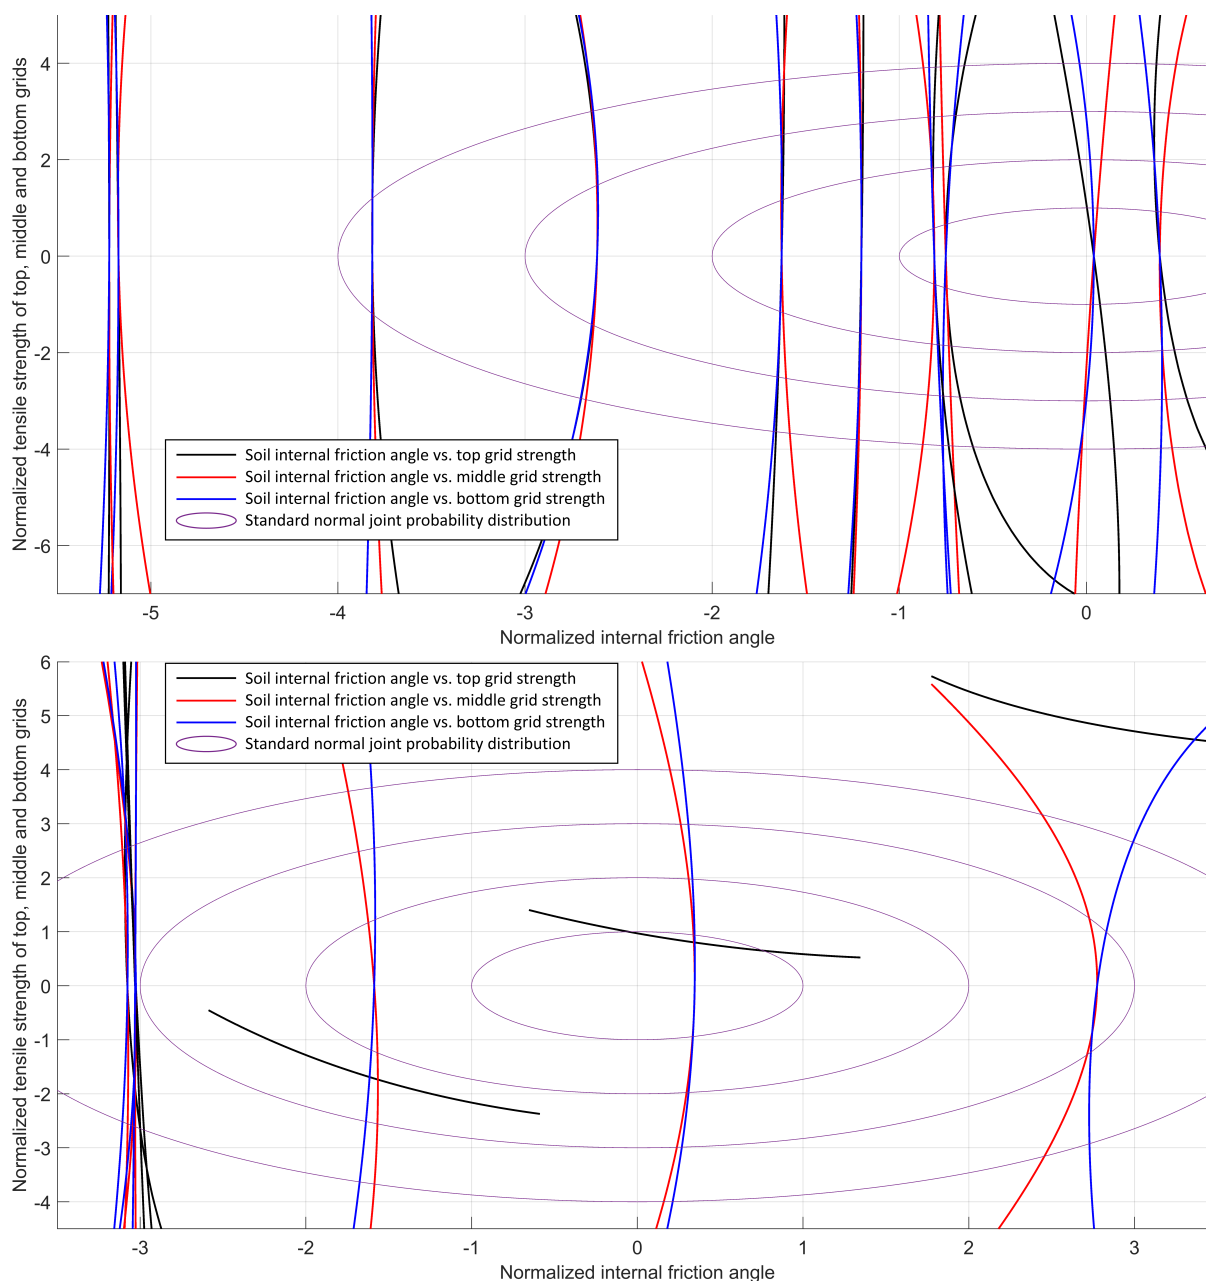 Normalized tensile strength of top, middle and bottom grids
4
2
0
-2
-4
-6
Soil internal friction angle vs. top grid strength
Soil internal friction angle vs. middle grid strength
Soil internal friction angle vs. bottom grid strength
Standard normal joint probability distribution
-5
-4
-3
-2
-1
0
Normalized internal friction angle
Normalized tensile strength of top, middle and bottom grids
6
5
4
3
2
1
0
-1
-2
-3
-4
Soil internal friction angle vs. top grid strength
Soil internal friction angle vs. middle grid strength
Soil internal friction angle vs. bottom grid strength
Standard normal joint probability distribution
-3
-2
-1
0
1
2
3
Normalized internal friction angle